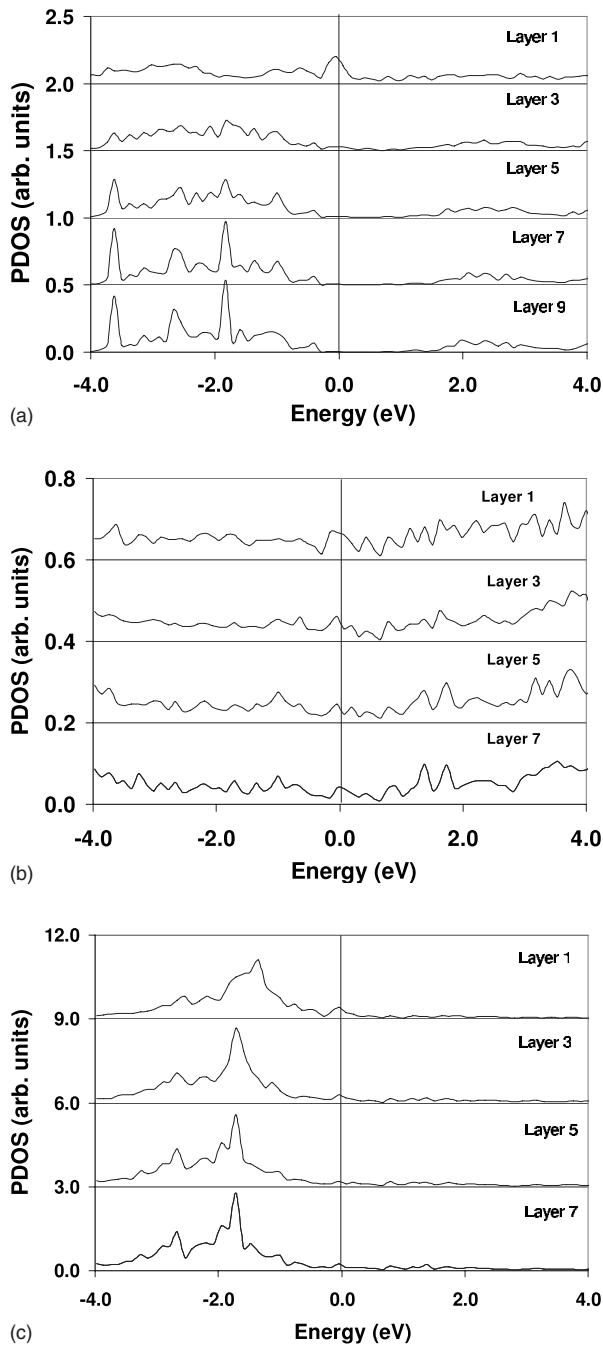 2.5
Layer 1
2.0
Layer 3
1.5
Layer 5
1.0
Layer 7
0.5
Layer 9
0.0
PDOS (arb. units)
-4.0 -2.0 0.0 2.0 4.0
Energy (eV)
(a)
0.8
Layer 1
0.6
Layer 3
0.4
Layer 5
0.2
Layer 7
0.0
PDOS (arb. units)
-4.0 -2.0 0.0 2.0 4.0
Energy (eV)
(b)
12.0
Layer 1
9.0
Layer 3
6.0
Layer 5
3.0
Layer 7
0.0
PDOS (arb. units)
-4.0 -2.0 0.0 2.0 4.0
Energy (eV)
(c)